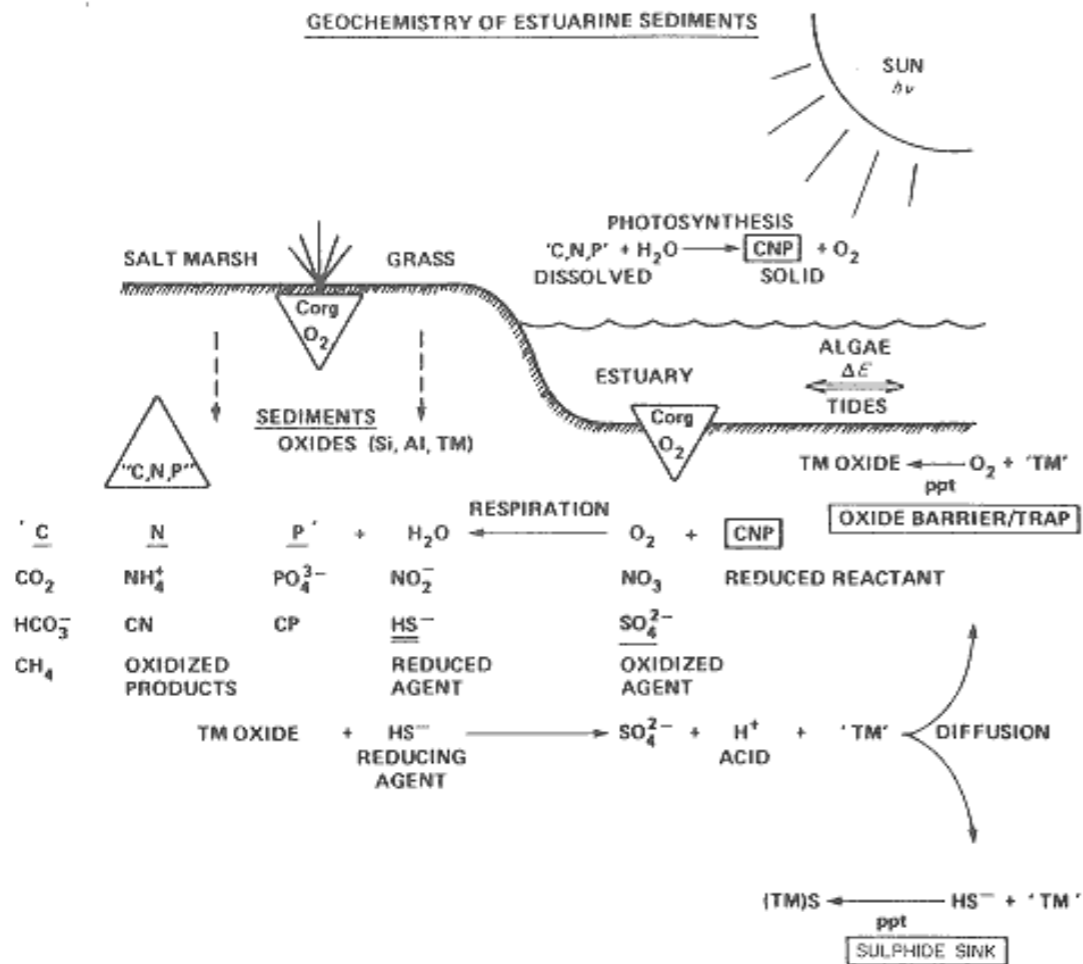 GEOCHEMISTRY OF ESTUARINE SEDIMENTS
SUN
hν
PHOTOSYNTHESIS
'C,N,P' + H₂O ⟶ CNP + O₂
DISSOLVED SOLID
SALT MARSH GRASS
Corg
O₂
ALGAE
ΔE
TIDES
ESTUARY
Corg
O₂
SEDIMENTS
OXIDES (Si, Al, TM)
"C,N,P"
TM OXIDE ⟵ O₂ + 'TM'
ppt
OXIDE BARRIER/TRAP
RESPIRATION
'C N P' + H₂O ⟵ O₂ + CNP
CO₂ NH₄⁺ PO₄³⁻ NO₂⁻ NO₃ REDUCED REACTANT
HCO₃⁻ CN CP HS⁻ SO₄²⁻
CH₄ OXIDIZED REDUCED OXIDIZED
PRODUCTS AGENT AGENT
TM OXIDE + HS⁻ ⟶ SO₄²⁻ + H⁺ + 'TM' DIFFUSION
REDUCING ACID
AGENT
(TM)S ⟵ HS⁻ + 'TM'
ppt
SULPHIDE SINK